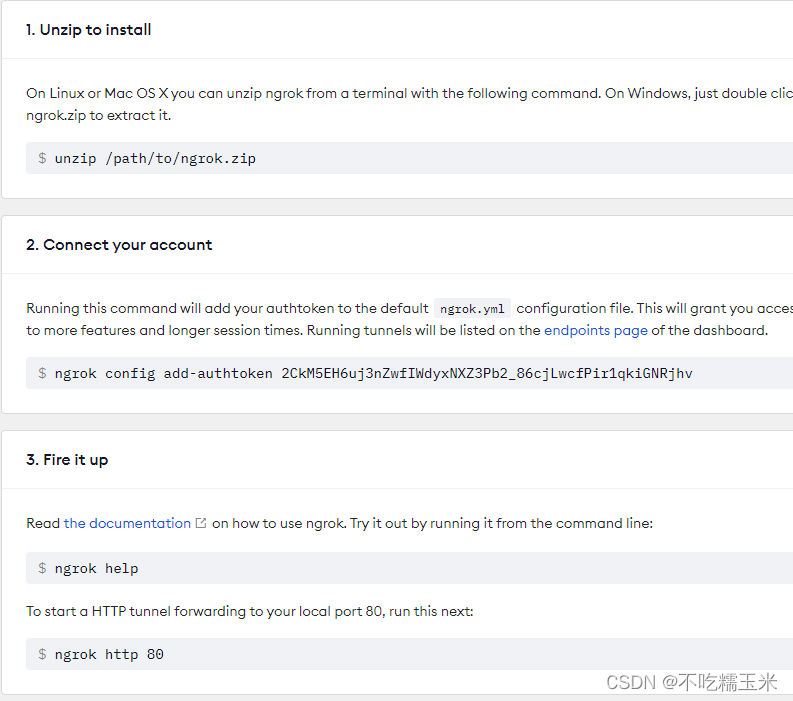 1. Unzip to install
On Linux or Mac OS X you can unzip ngrok from a terminal with the following command. On Windows, just double clic
ngrok.zip to extract it.
$ unzip /path/to/ngrok.zip
2. Connect your account
Running this command will add your authtoken to the default ngrok.yml configuration file. This will grant you acces
to more features and longer session times. Running tunnels will be listed on the endpoints page of the dashboard.
$ ngrok config add-authtoken 2CkM5EH6uj3nZwfIWdyxNXZ3Pb2_86cjLwcfPir1qkiGNRjhv
3. Fire it up
Read the documentation on how to use ngrok. Try it out by running it from the command line:
$ ngrok help
To start a HTTP tunnel forwarding to your local port 80, run this next:
$ ngrok http 80
CSDN @不吃糯玉米